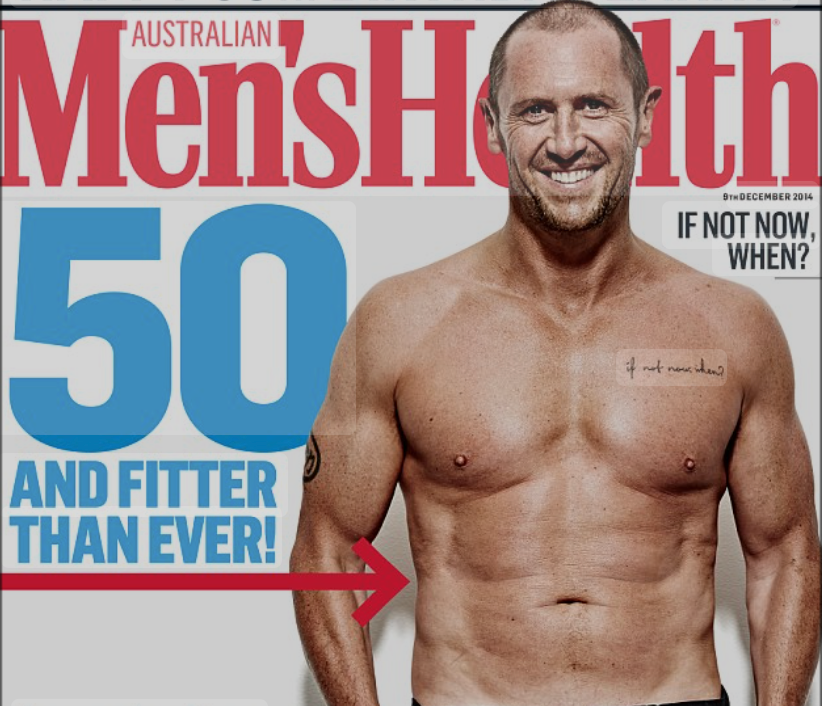 AUSTRALIAN
Men'sHealth
9TH DECEMBER 2014
IF NOT NOW,
WHEN?
50
AND FITTER
THAN EVER!
if not now when?